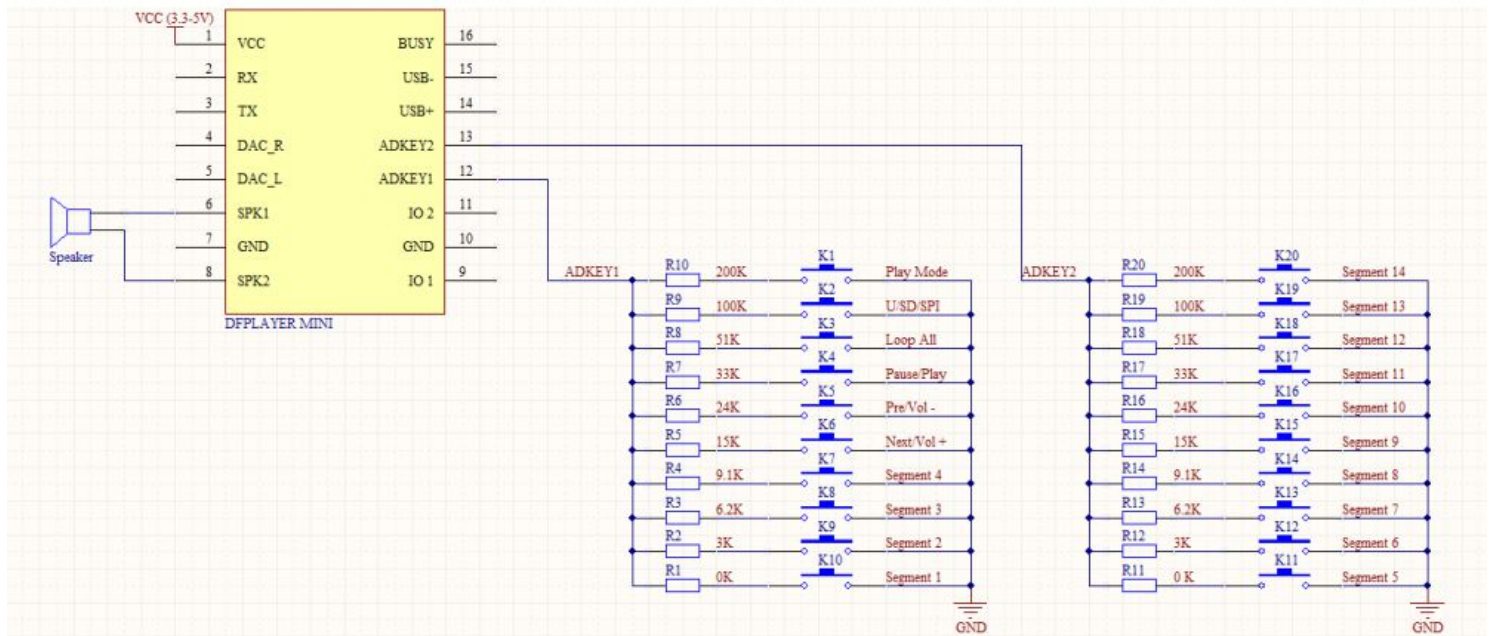 VCC (3.3-5V)
1 VCC BUSY 16
2 RX USB- 15
3 TX USB+ 14
4 DAC_R ADKEY2 13
5 DAC_L ADKEY1 12
6 SPK1 IO 2 11
7 GND GND 10
8 SPK2 IO 1 9
Speaker
DFPLAYER MINI
ADKEY1
R10 200K K1 Play Mode
R9 100K K2 U/SD/SPI
R8 51K K3 Loop All
R7 33K K4 Pause/Play
R6 24K K5 Pre/Vol -
R5 15K K6 Next/Vol +
R4 9.1K K7 Segment 4
R3 6.2K K8 Segment 3
R2 3K K9 Segment 2
R1 0K K10 Segment 1
GND
ADKEY2
R20 200K K20 Segment 14
R19 100K K19 Segment 13
R18 51K K18 Segment 12
R17 33K K17 Segment 11
R16 24K K16 Segment 10
R15 15K K15 Segment 9
R14 9.1K K14 Segment 8
R13 6.2K K13 Segment 7
R12 3K K12 Segment 6
R11 0 K K11 Segment 5
GND